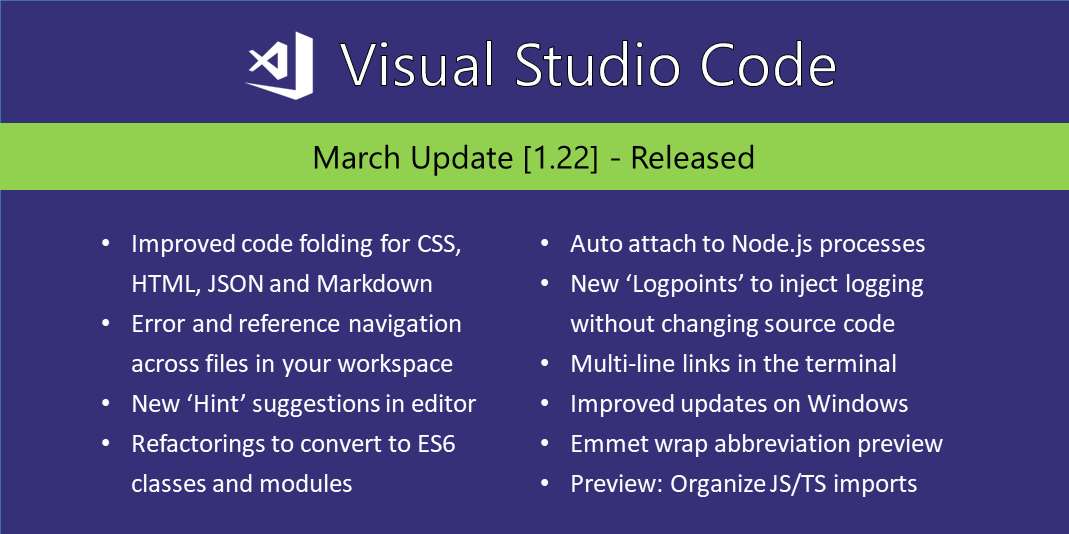 Visual Studio Code
March Update [1.22] - Released
• Improved code folding for CSS,
HTML, JSON and Markdown
• Error and reference navigation
across files in your workspace
• New ‘Hint’ suggestions in editor
• Refactorings to convert to ES6
classes and modules
• Auto attach to Node.js processes
• New ‘Logpoints’ to inject logging
without changing source code
• Multi-line links in the terminal
• Improved updates on Windows
• Emmet wrap abbreviation preview
• Preview: Organize JS/TS imports